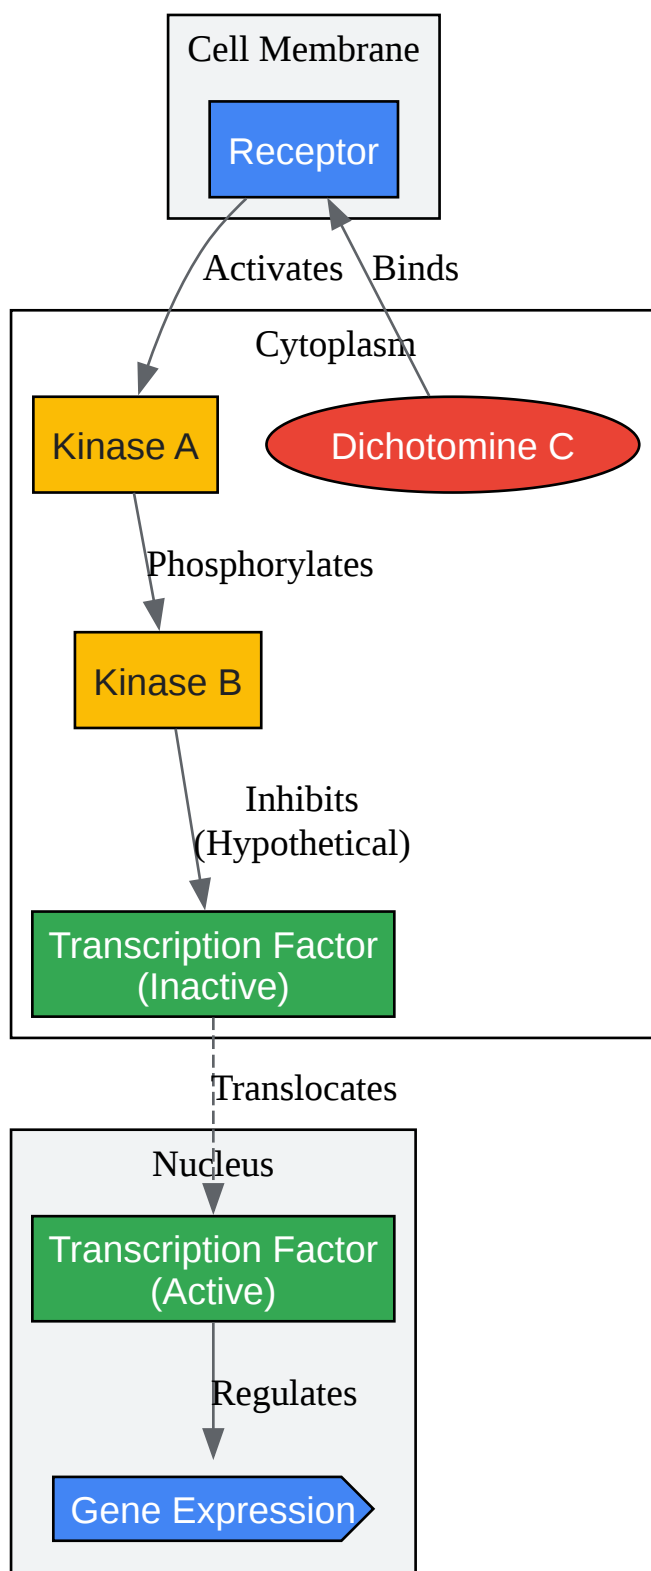 Cell Membrane
Receptor
Activates
Binds
Cytoplasm
Kinase A
Dichotomine C
Phosphorylates
Kinase B
Inhibits
(Hypothetical)
Transcription Factor
(Inactive)
Translocates
Nucleus
Transcription Factor
(Active)
Regulates
Gene Expression